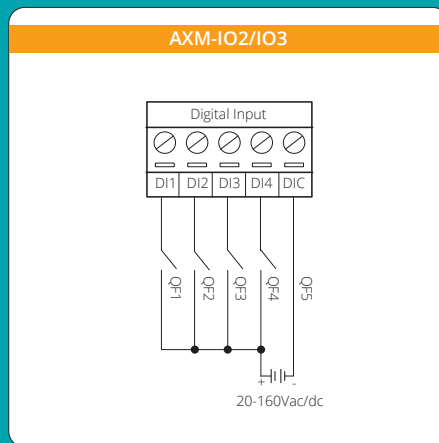 AXM-IO2/IO3
Digital Input
DI1 DI2 DI3 DI4 DIC
QF1 QF2 QF3 QF4 QF5
+ -
20-160Vac/dc